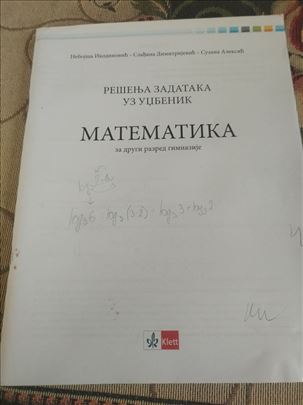 Небојша Икодиновић – Слађана Димитријевић – Сузана Алексић
РЕШЕЊА ЗАДАТАКА
УЗ УЏБЕНИК
МАТЕМАТИКА
за други разред гимназије
log₃6 = log₃(3·2) = log₃3 + log₃2
Klett